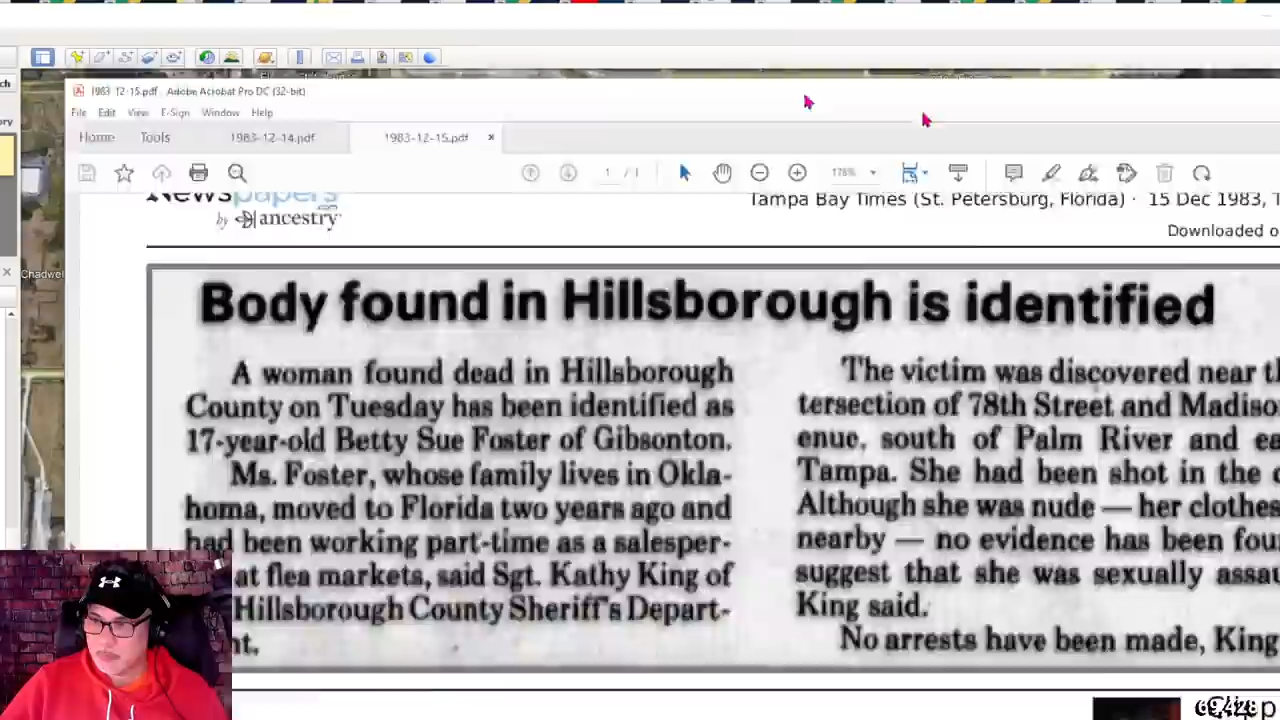 1983-12-15.pdf - Adobe Acrobat Pro DC (32-bit)
File Edit View E-Sign Window Help
Home Tools 1983-12-14.pdf 1983-12-15.pdf ×
1 / 1 178%
Chadwel
Newspapers
by ancestry
Tampa Bay Times (St. Petersburg, Florida) · 15 Dec 1983,
Downloaded
Body found in Hillsborough is identified
A woman found dead in Hillsborough
County on Tuesday has been identified as
17-year-old Betty Sue Foster of Gibsonton.
Ms. Foster, whose family lives in Okla-
homa, moved to Florida two years ago and
had been working part-time as a salesper-
at flea markets, said Sgt. Kathy King of
Hillsborough County Sheriff's Depart-
nt.
The victim was discovered near
tersection of 78th Street and Madiso
enue, south of Palm River and
Tampa. She had been shot in the
Although she was nude — her clothes
nearby — no evidence has been
suggest that she was sexually
King said.
No arrests have been made, King